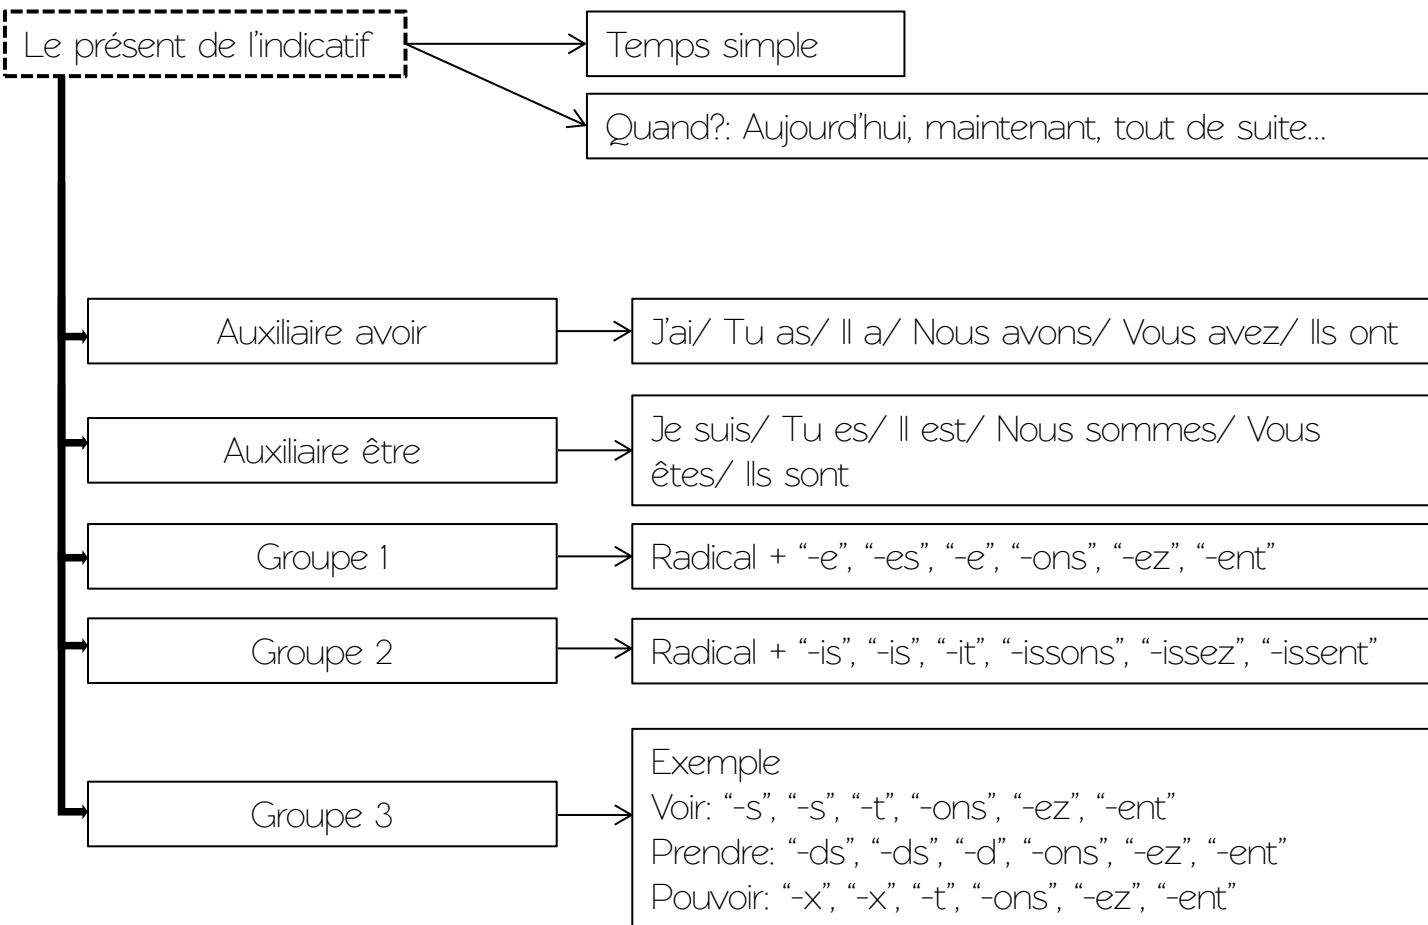 Le présent de l'indicatif
Temps simple
Quand?: Aujourd'hui, maintenant, tout de suite...
Auxiliaire avoir
J'ai/ Tu as/ Il a/ Nous avons/ Vous avez/ Ils ont
Auxiliaire être
Je suis/ Tu es/ Il est/ Nous sommes/ Vous
êtes/ Ils sont
Groupe 1
Radical + “-e”, “-es”, “-e”, “-ons”, “-ez”, “-ent”
Groupe 2
Radical + “-is”, “-is”, “-it”, “-issons”, “-issez”, “-issent”
Groupe 3
Exemple
Voir: “-s”, “-s”, “-t”, “-ons”, “-ez”, “-ent”
Prendre: “-ds”, “-ds”, “-d”, “-ons”, “-ez”, “-ent”
Pouvoir: “-x”, “-x”, “-t”, “-ons”, “-ez”, “-ent”